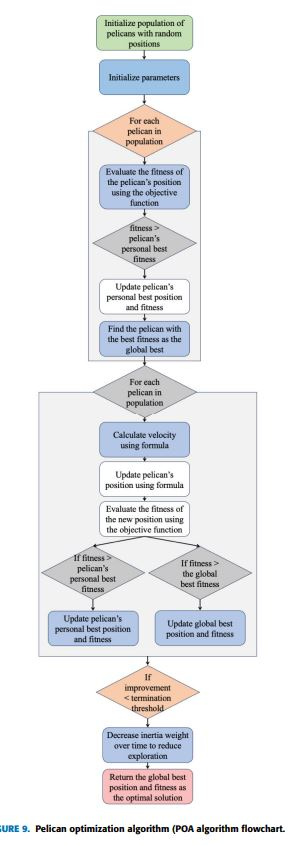 Initialize population of
pelicans with random
positions
Initialize parameters
For each
pelican in
population
Evaluate the fitness of
the pelican's position
using the objective
function
fitness >
pelican's
personal best
fitness
Update pelican's
personal best position
and fitness
Find the pelican with
the best fitness as the
global best
For each
pelican in
population
Calculate velocity
using formula
Update pelican's
position using formula
Evaluate the fitness of
the new position using
the objective function
If fitness >
pelican's
personal best
fitness
If fitness >
the global
best fitness
Update pelican's
personal best position
and fitness
Update global best
position and fitness
If
improvement
< termination
threshold
Decrease inertia weight
over time to reduce
exploration
Return the global best
position and fitness as
the optimal solution
GURE 9. Pelican optimization algorithm (POA algorithm flowchart.